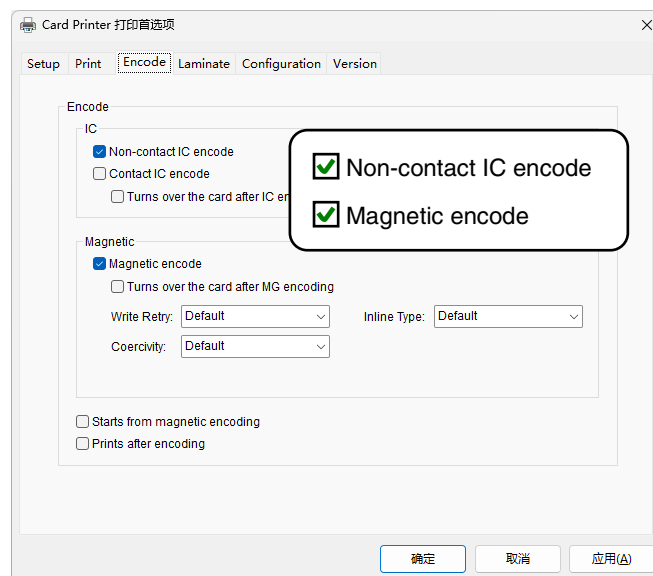 Card Printer 打印首选项
Setup Print Encode Laminate Configuration Version
Encode
IC
Non-contact IC encode
Contact IC encode
Turns over the card after IC en
Non-contact IC encode
Magnetic encode
Magnetic
Magnetic encode
Turns over the card after MG encoding
Write Retry: Default Inline Type: Default
Coercivity: Default
Starts from magnetic encoding
Prints after encoding
确定 取消 应用(A)